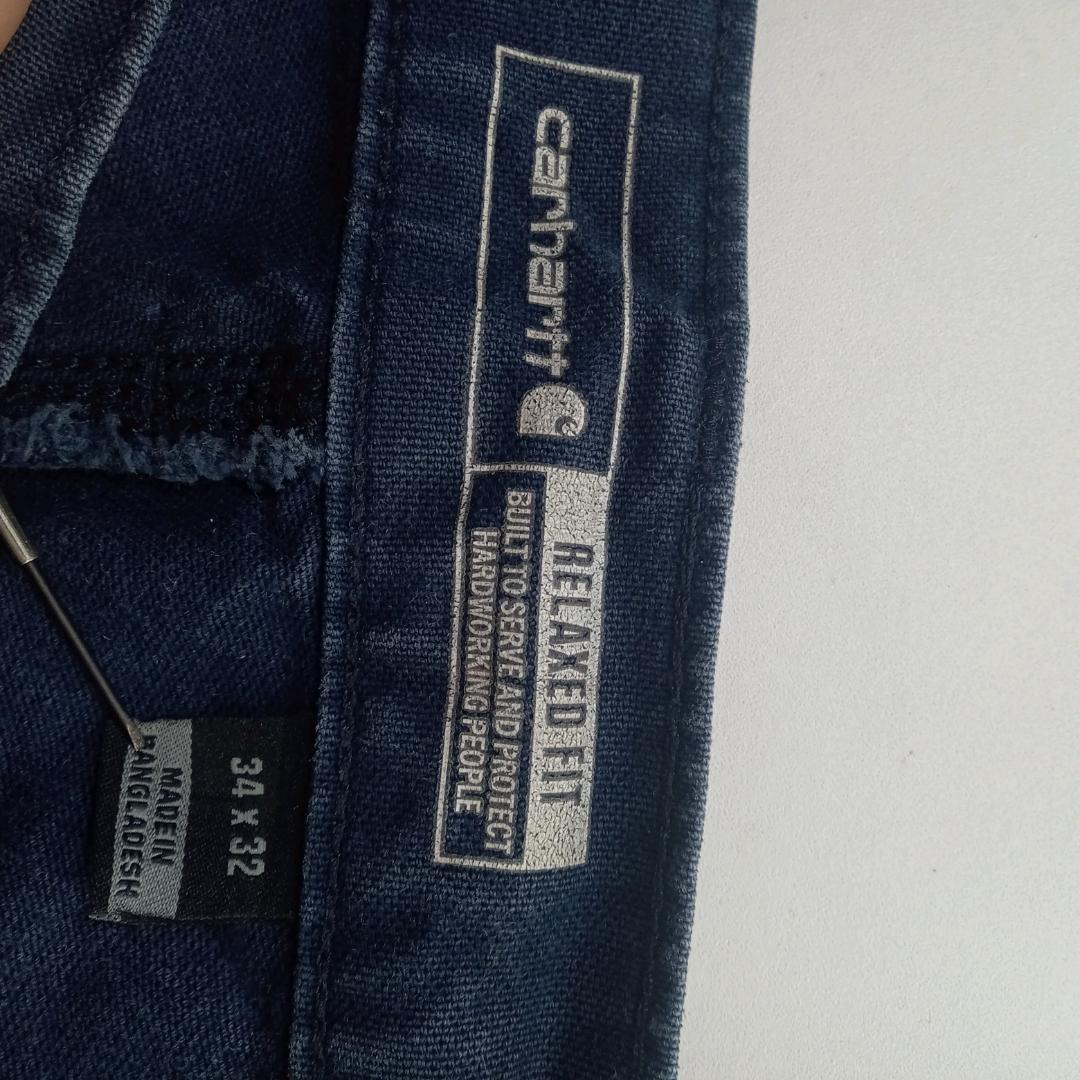 carhartt
RELAXED FIT
BUILT TO SERVE AND PROTECT
HARDWORKING PEOPLE
34 x 32
MADE IN
BANGLADESH